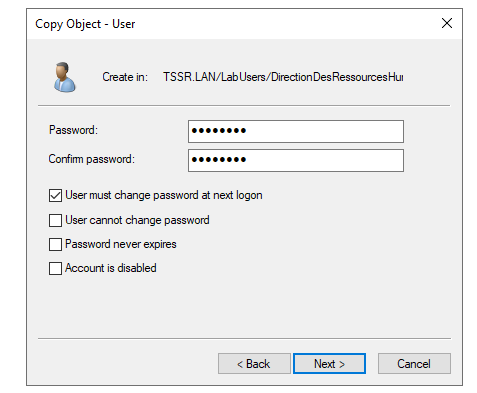 Copy Object - User
Create in: TSSR.LAN/LabUsers/DirectionDesRessourcesHu
Password: ●●●●●●●●
Confirm password: ●●●●●●●●
User must change password at next logon
User cannot change password
Password never expires
Account is disabled
< Back Next > Cancel